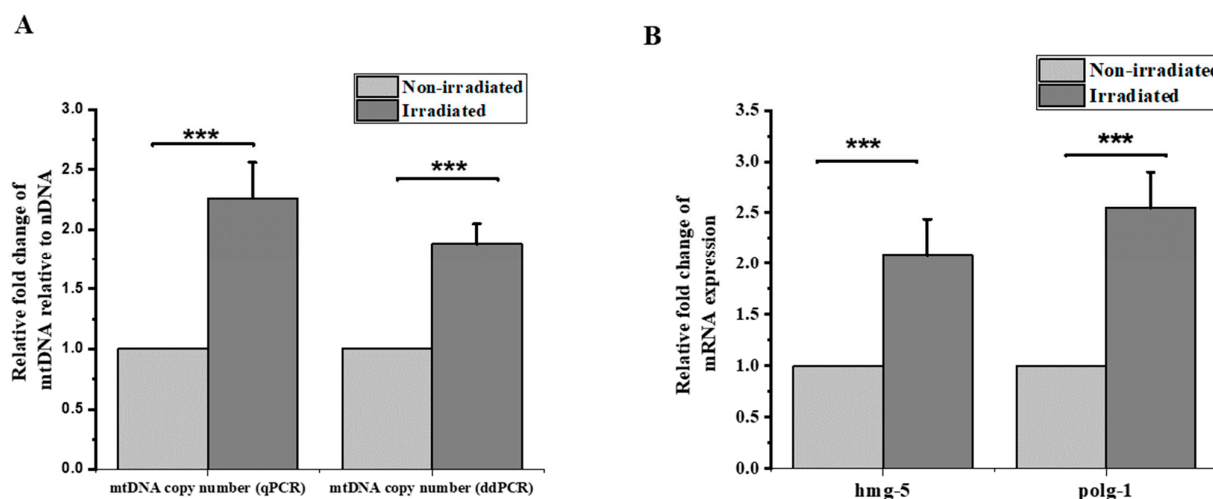 A
Non-irradiated
Irradiated
Relative fold change of
mtDNA relative to nDNA
3.0
2.5
2.0
1.5
1.0
0.5
0.0
***
***
mtDNA copy number (qPCR)
mtDNA copy number (ddPCR)
B
Non-irradiated
Irradiated
Relative fold change of
mRNA expression
3.5
3.0
2.5
2.0
1.5
1.0
0.5
0.0
***
***
hmg-5
polg-1